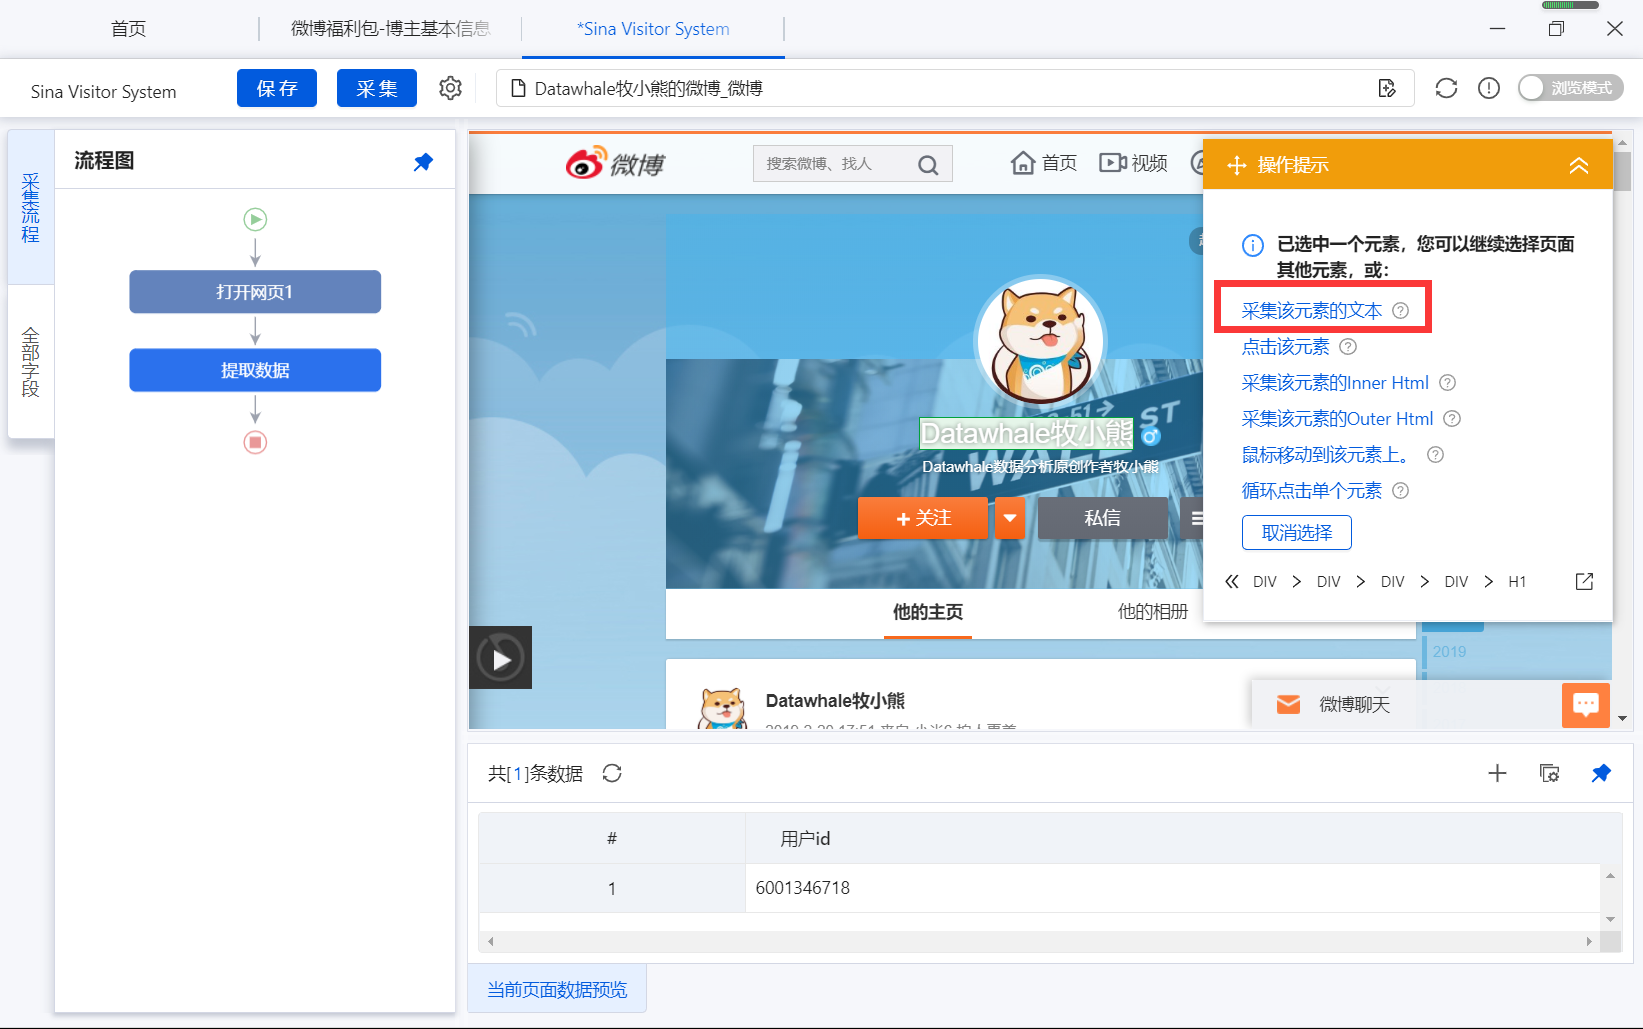 首页
微博福利包-博主基本信息
*Sina Visitor System
Sina Visitor System
保存
采集
Datawhale牧小熊的微博_微博
浏览模式
采集流程
全部字段
流程图
打开网页1
提取数据
微博
搜索微博、找人
首页
视频
操作提示
已选中一个元素，您可以继续选择页面
其他元素，或：
采集该元素的文本
点击该元素
采集该元素的Inner Html
采集该元素的Outer Html
鼠标移动到该元素上。
循环点击单个元素
取消选择
DIV > DIV > DIV > DIV > H1
Datawhale牧小熊
Datawhale数据分析原创作者牧小熊
+ 关注
私信
他的主页
他的相册
2019
Datawhale牧小熊
微博聊天
共[1]条数据
# 用户id
1 6001346718
当前页面数据预览